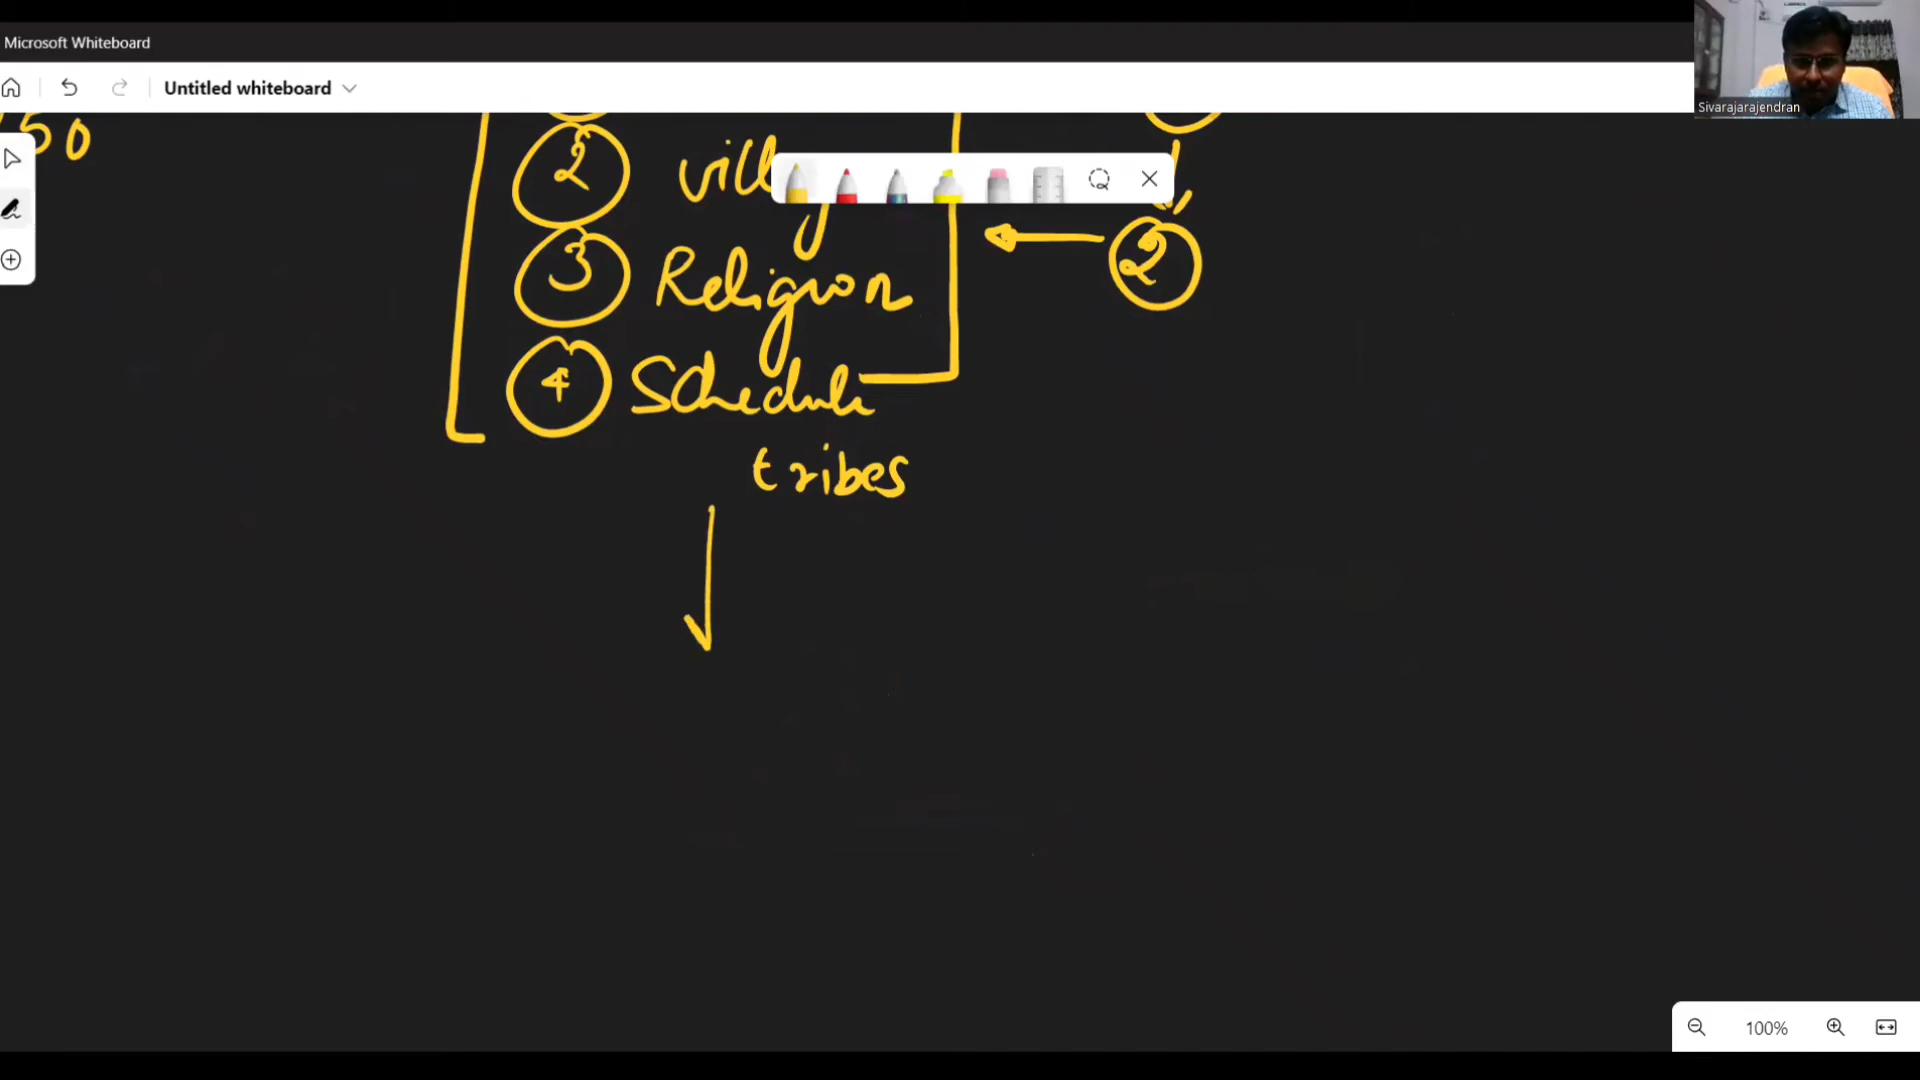 Microsoft Whiteboard
Sivarajarajendran
Untitled whiteboard
50
2 vill
3 Religion
2
4 Schedule
tribes
100%